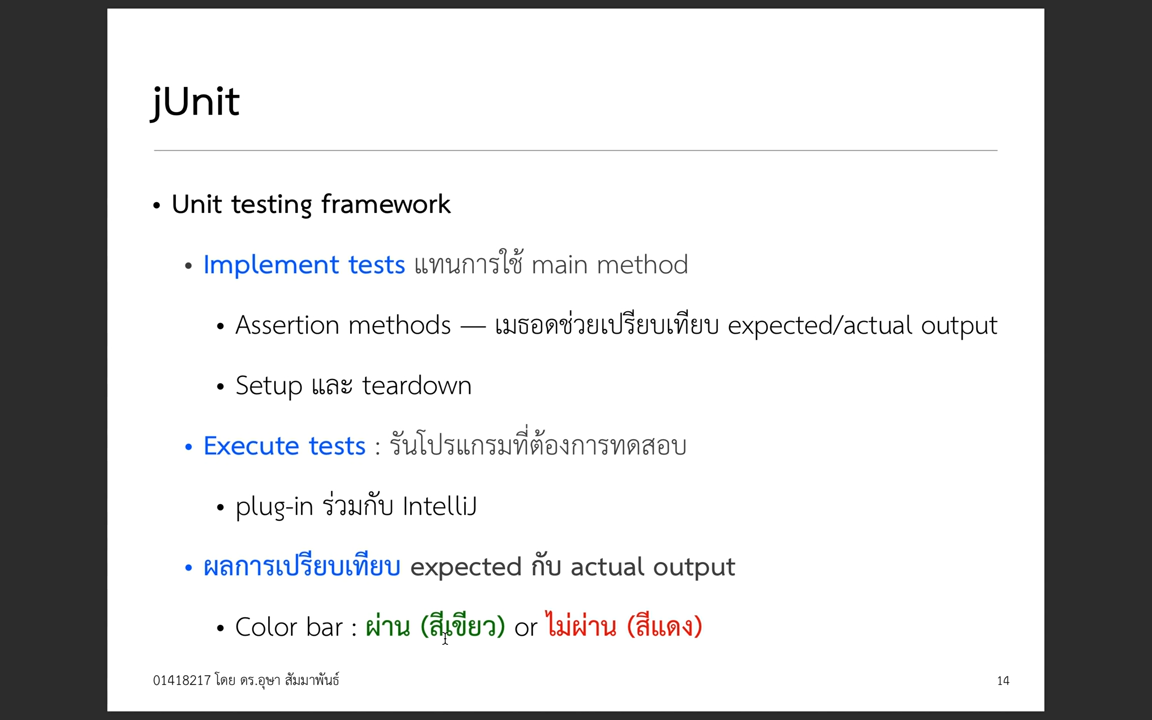 jUnit
• Unit testing framework
• Implement tests แทนการใช้ main method
• Assertion methods — เมธอดช่วยเปรียบเทียบ expected/actual output
• Setup และ teardown
• Execute tests : รันโปรแกรมที่ต้องการทดสอบ
• plug-in ร่วมกับ IntelliJ
• ผลการเปรียบเทียบ expected กับ actual output
• Color bar : ผ่าน (สีเขียว) or ไม่ผ่าน (สีแดง)
01418217 โดย ดร.อุษา สัมมาพันธ์
14